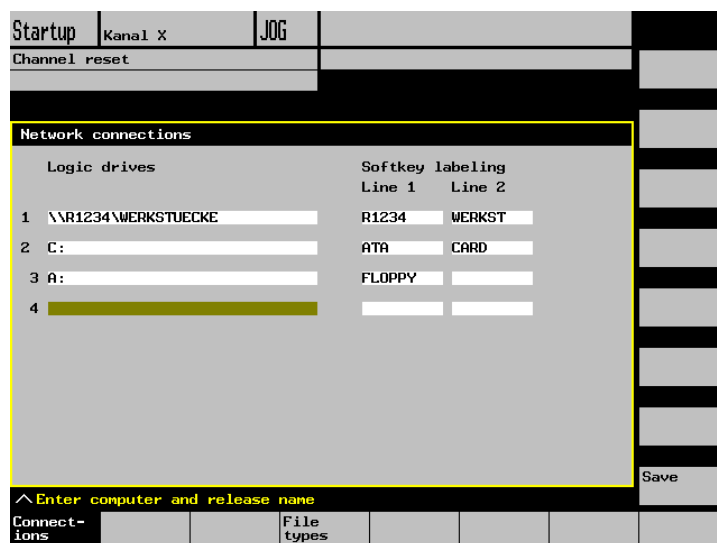 Startup Kanal X JOG
Channel reset
Network connections
Logic drives Softkey labeling
Line 1 Line 2
1 \\R1234\WERKSTUECKE R1234 WERKST
2 C: ATA CARD
3 A: FLOPPY
4
Save
Enter computer and release name
Connect- File
ions types